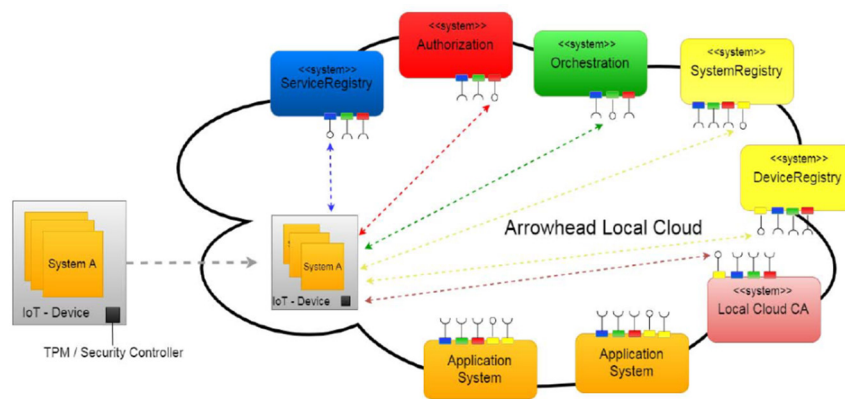 <<system>>
Authorization
<<system>>
Orchestration
<<system>>
ServiceRegistry
<<system>>
SystemRegistry
<<system>>
DeviceRegistry
Arrowhead Local Cloud
System A
IoT - Device
TPM / Security Controller
System A
IoT - Device
<<system>>
Local Cloud CA
Application
System
Application
System